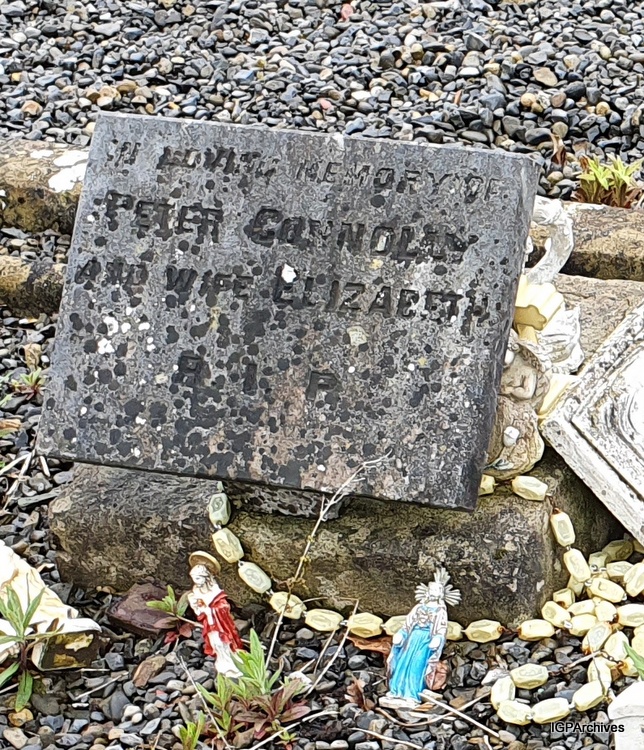 IN LOVING MEMORY OF
PETER CONNOLLY
AND WIFE ELIZABETH
R. I. P
IGPArchives